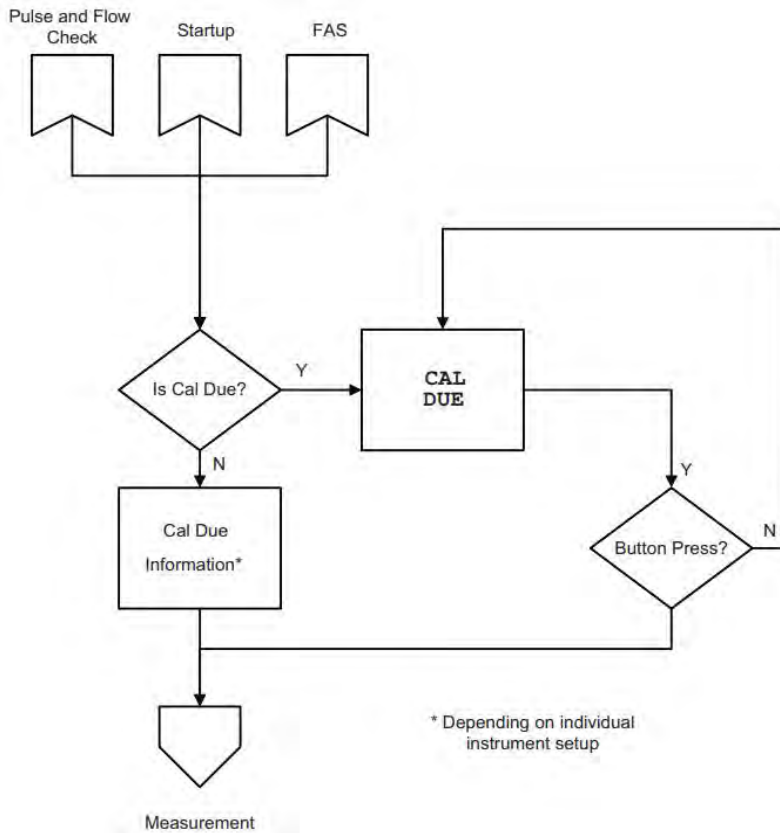 Pulse and Flow
Check
Startup
FAS
Is Cal Due?
Y
CAL
DUE
N
Cal Due
Information*
Y
Button Press?
N
* Depending on individual
instrument setup
Measurement